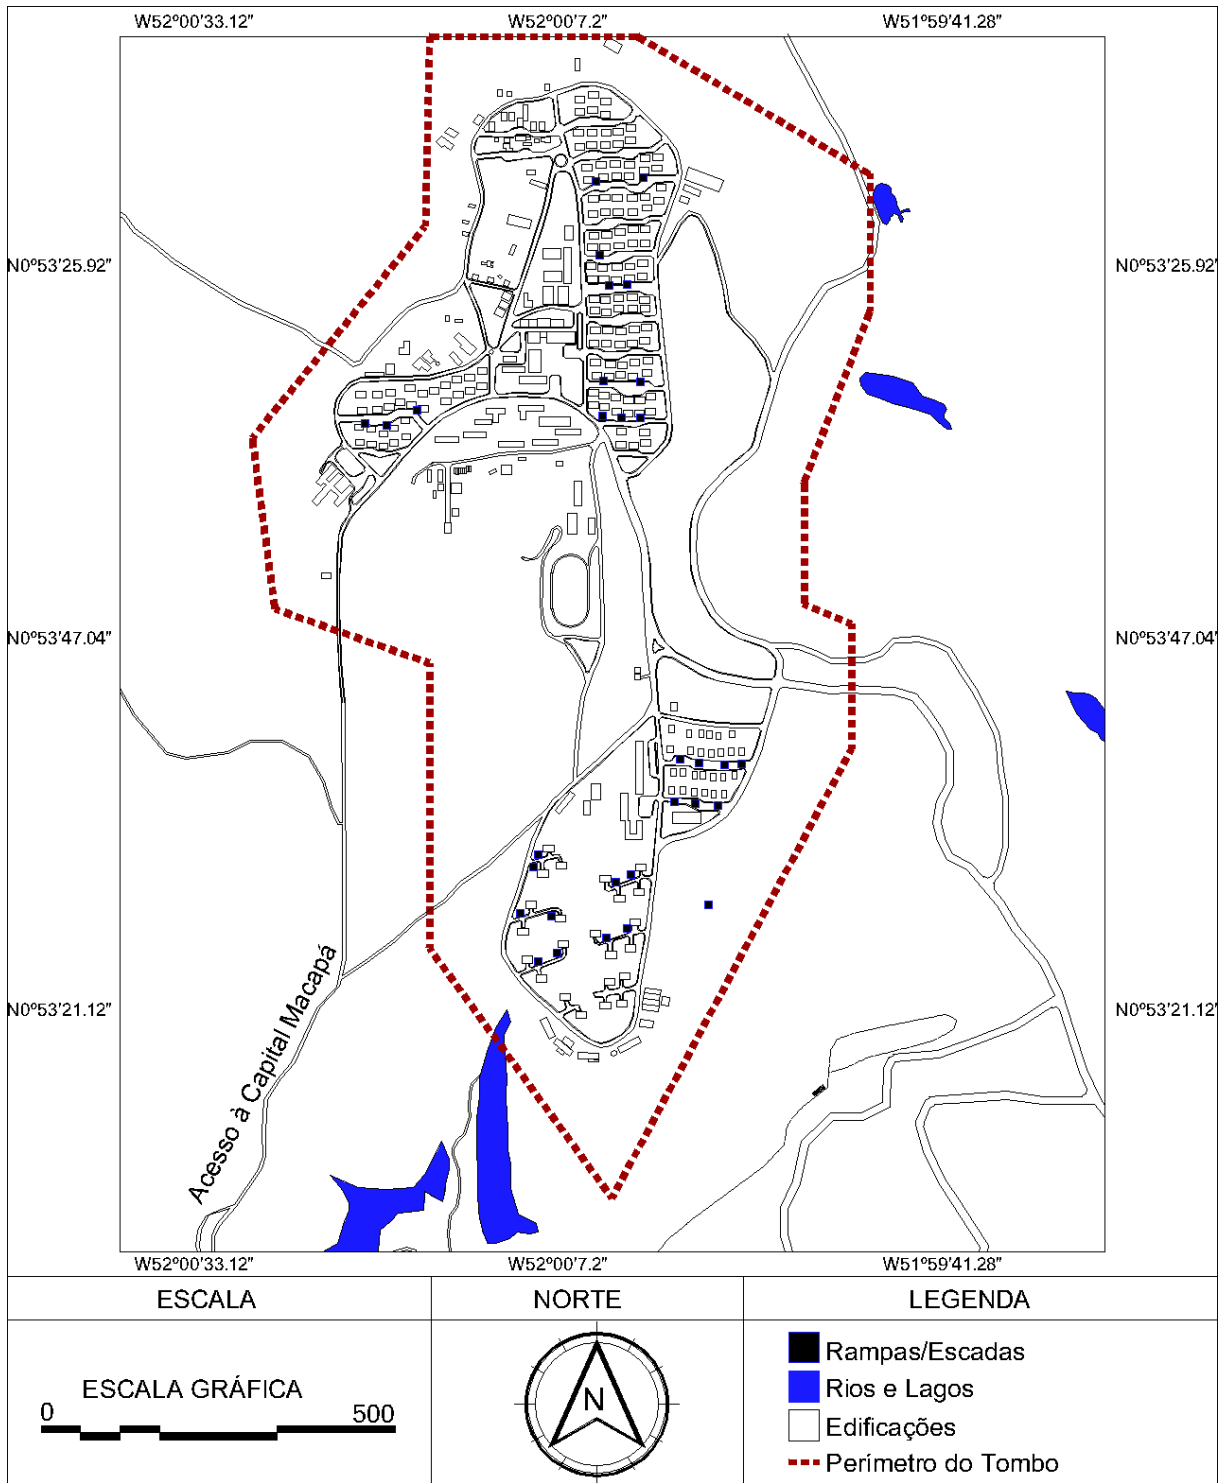 W52º00'33.12" W52º00'7.2" W51º59'41.28"
N0º53'25.92" N0º53'25.92"
N0º53'47.04" N0º53'47.04"
N0º53'21.12" N0º53'21.12"
Acesso à Capital Macapá
W52º00'33.12" W52º00'7.2" W51º59'41.28"
ESCALA
ESCALA GRÁFICA
0 500
NORTE
N
LEGENDA
Rampas/Escadas
Rios e Lagos
Edificações
Perímetro do Tombo